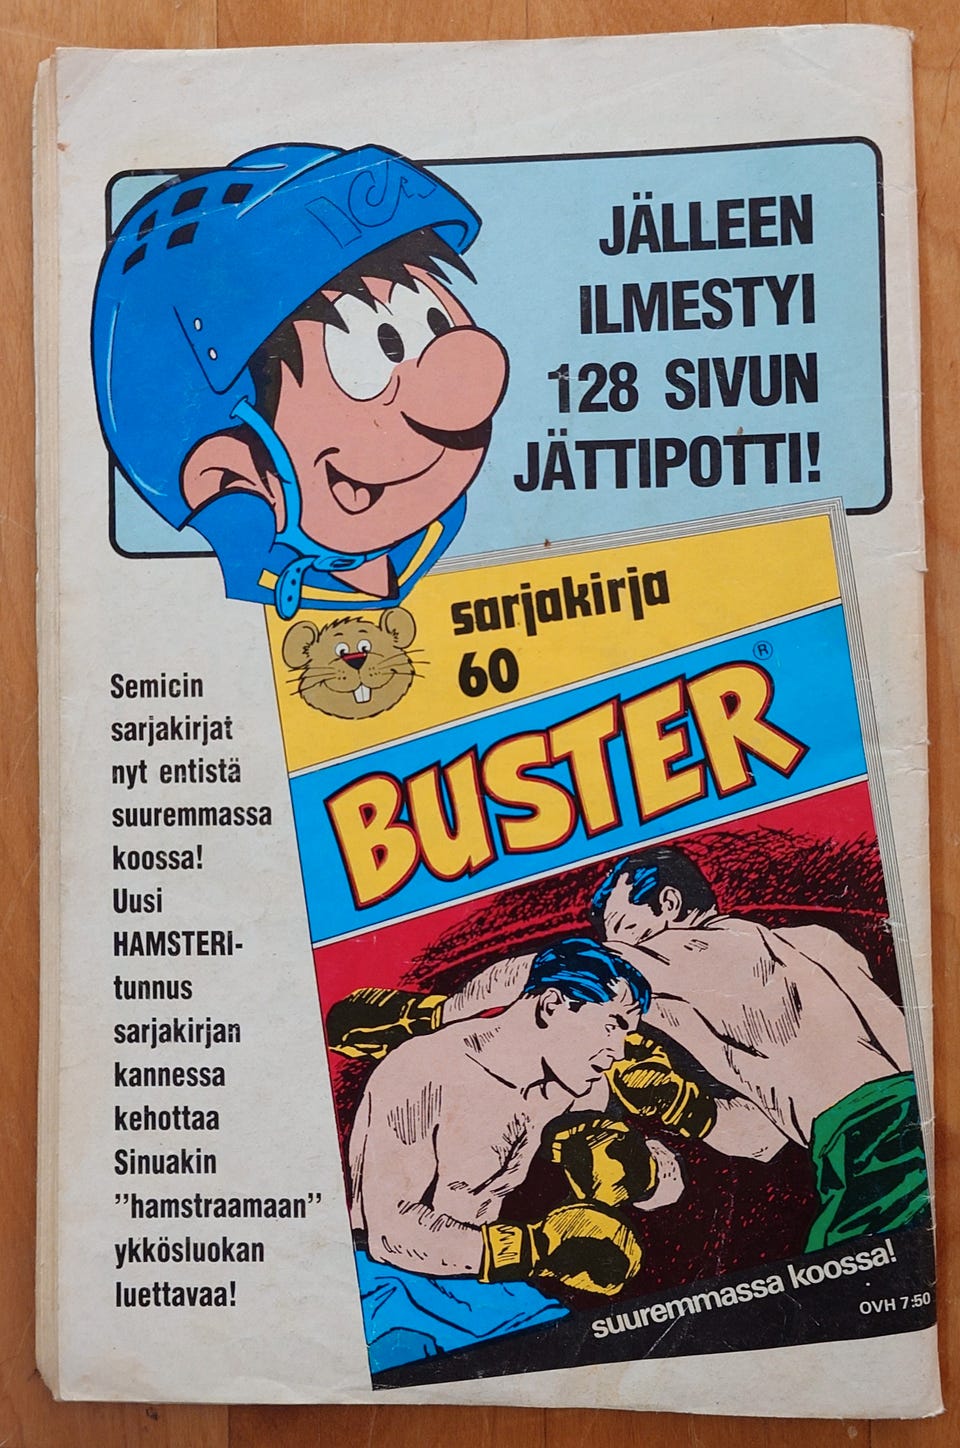 JÄLLEEN
ILMESTYI
128 SIVUN
JÄTTIPOTTI!
sarjakirja
60
BUSTER®
Semicin
sarjakirjat
nyt entistä
suuremmassa
koossa!
Uusi
HAMSTERI-
tunnus
sarjakirjan
kannessa
kehottaa
Sinuakin
"hamstraamaan"
ykkösluokan
luettavaa!
suuremmassa koossa!
OVH 7:50